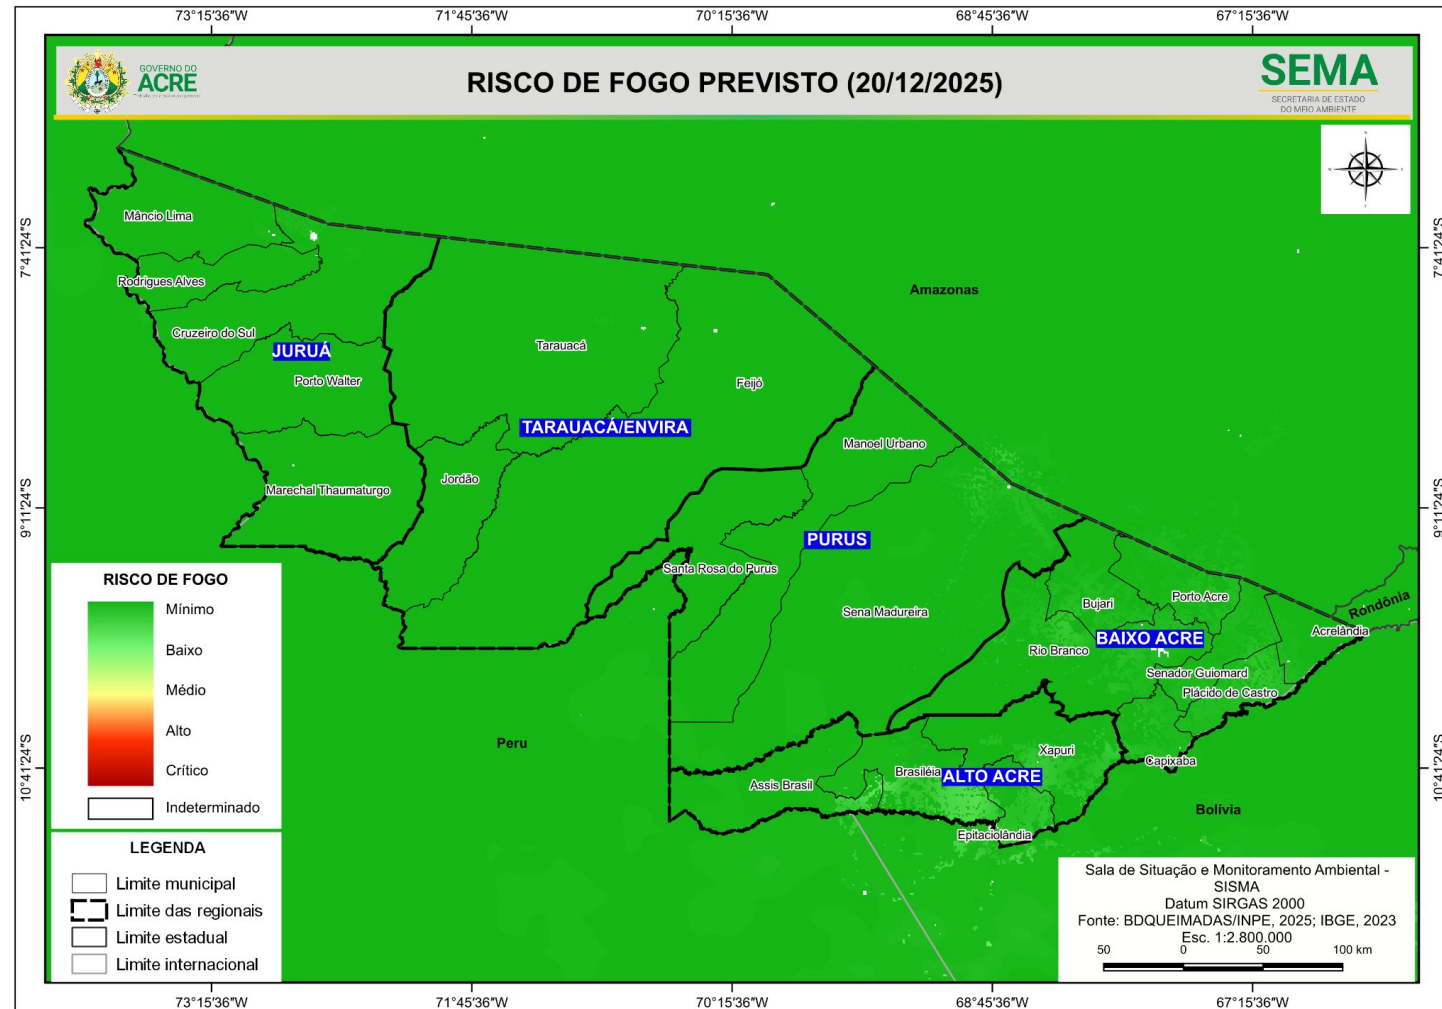 73°15'36"W
71°45'36"W
70°15'36"W
68°45'36"W
67°15'36"W
GOVERNO DO
ACRE
RISCO DE FOGO PREVISTO (20/12/2025)
SEMA
SECRETARIA DE ESTADO
DO MEIO AMBIENTE
7°41'24"S
7°41'24"S
9°11'24"S
9°11'24"S
10°41'24"S
10°41'24"S
Mâncio Lima
Rodrigues Alves
Cruzeiro do Sul
JURUÁ
Porto Walter
Marechal Thaumaturgo
Tarauacá
Feijó
TARAUACÁ/ENVIRA
Jordão
Amazonas
Manoel Urbano
PURUS
Santa Rosa do Purus
Sena Madureira
Bujari
Porto Acre
Rondônia
Acrelândia
BAIXO ACRE
Rio Branco
Senador Guiomard
Plácido de Castro
Peru
Xapuri
Capixaba
Brasiléia
ALTO ACRE
Assis Brasil
Epitaciolândia
Bolívia
RISCO DE FOGO
Mínimo
Baixo
Médio
Alto
Crítico
Indeterminado
LEGENDA
Limite municipal
Limite das regionais
Limite estadual
Limite internacional
Sala de Situação e Monitoramento Ambiental -
SISMA
Datum SIRGAS 2000
Fonte: BDQUEIMADAS/INPE, 2025; IBGE, 2023
Esc. 1:2.800.000
50 0 50 100 km
73°15'36"W
71°45'36"W
70°15'36"W
68°45'36"W
67°15'36"W